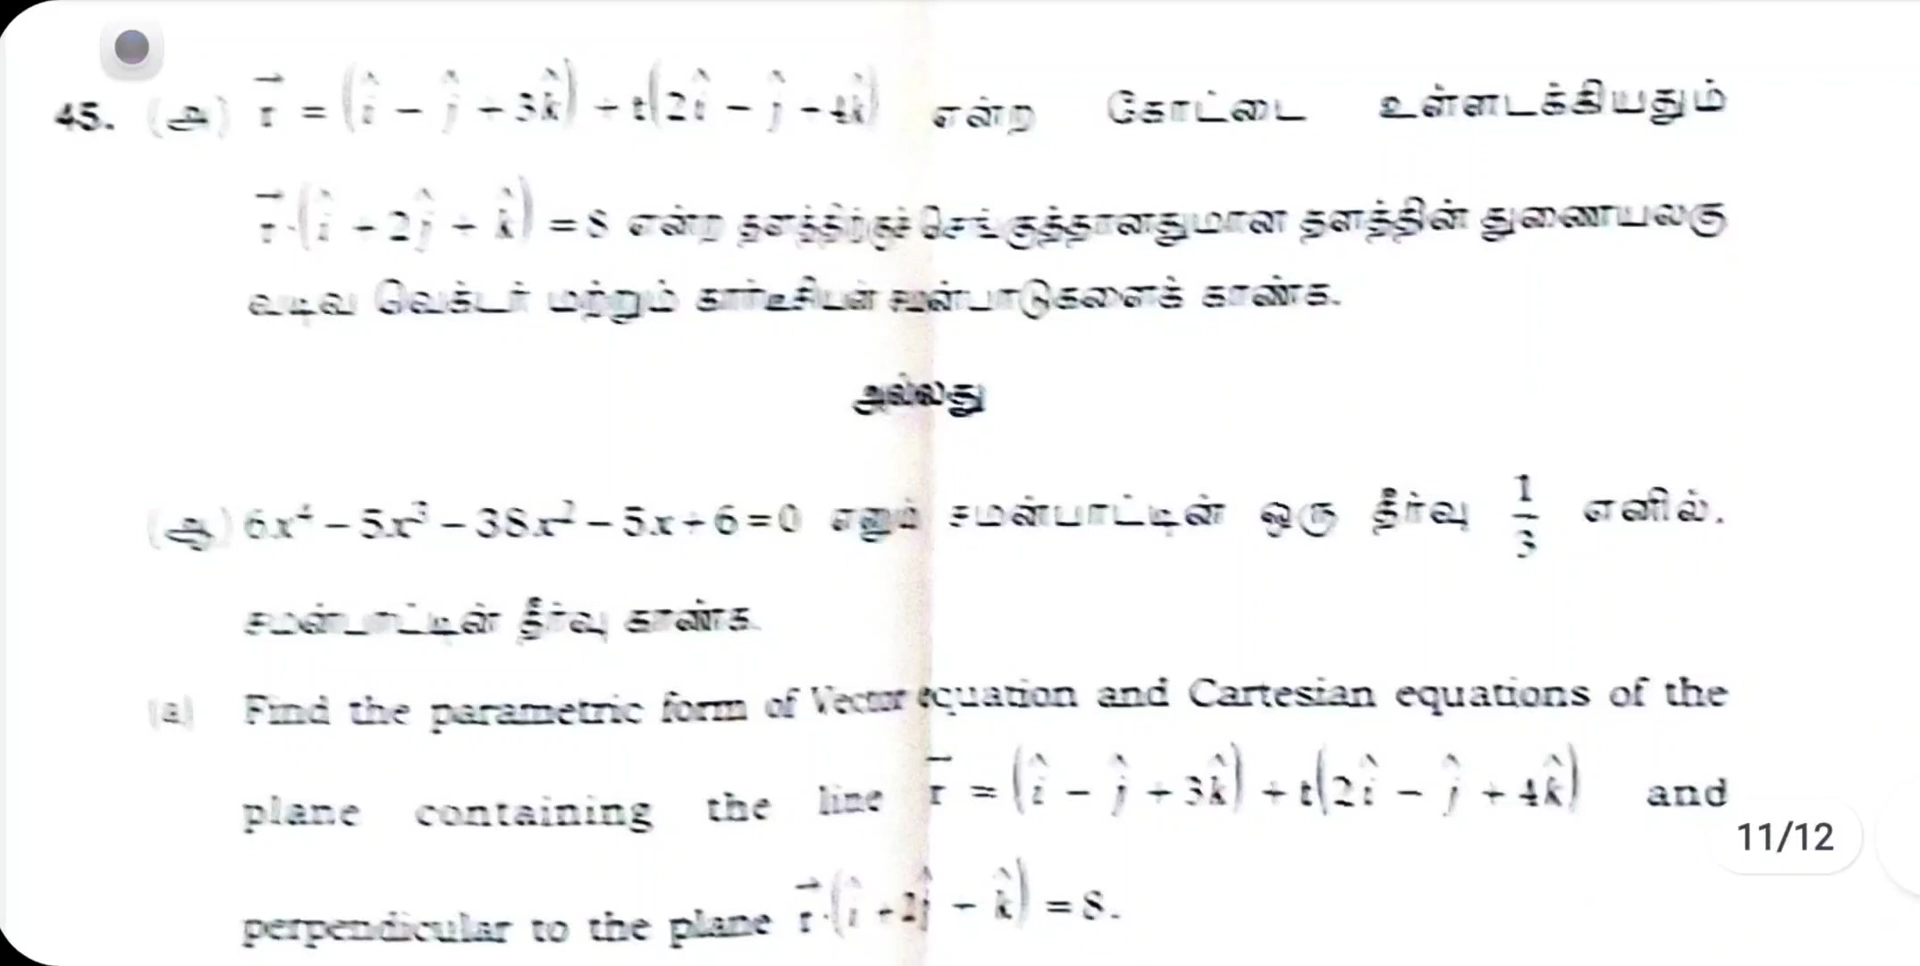 45. (அ) r⃗ = (î − ĵ + 3k̂) + t(2î − ĵ + 4k̂) என்ற கோட்டை உள்ளடக்கியதும்
r⃗·(î + 2ĵ + k̂) = 8 என்ற தளத்திற்குச் செங்குத்தானதுமான தளத்தின் துணையலகு
வடிவ வெக்டர் மற்றும் கார்டீசியன் சமன்பாடுகளைக் காண்க.
அல்லது
(ஆ) 6x⁴ − 5x³ − 38x² − 5x + 6 = 0 எனும் சமன்பாட்டின் ஒரு தீர்வு 1/3 எனில்,
சமன்பாட்டின் தீர்வு காண்க.
(a) Find the parametric form of Vector equation and Cartesian equations of the
plane containing the line r⃗ = (î − ĵ + 3k̂) + t(2î − ĵ + 4k̂) and
11/12
perpendicular to the plane r⃗·(î + 2ĵ + k̂) = 8.